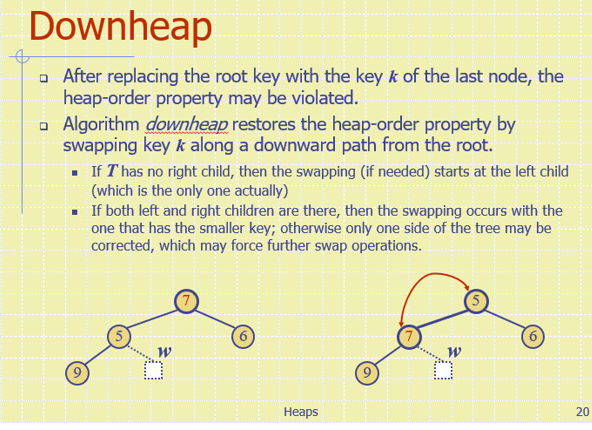 Downheap
After replacing the root key with the key k of the last node, the
heap-order property may be violated.
Algorithm downheap restores the heap-order property by
swapping key k along a downward path from the root.
If T has no right child, then the swapping (if needed) starts at the left child
(which is the only one actually)
If both left and right children are there, then the swapping occurs with the
one that has the smaller key; otherwise only one side of the tree may be
corrected, which may force further swap operations.
7
5
6
w
9
5
7
6
w
9
Heaps
20